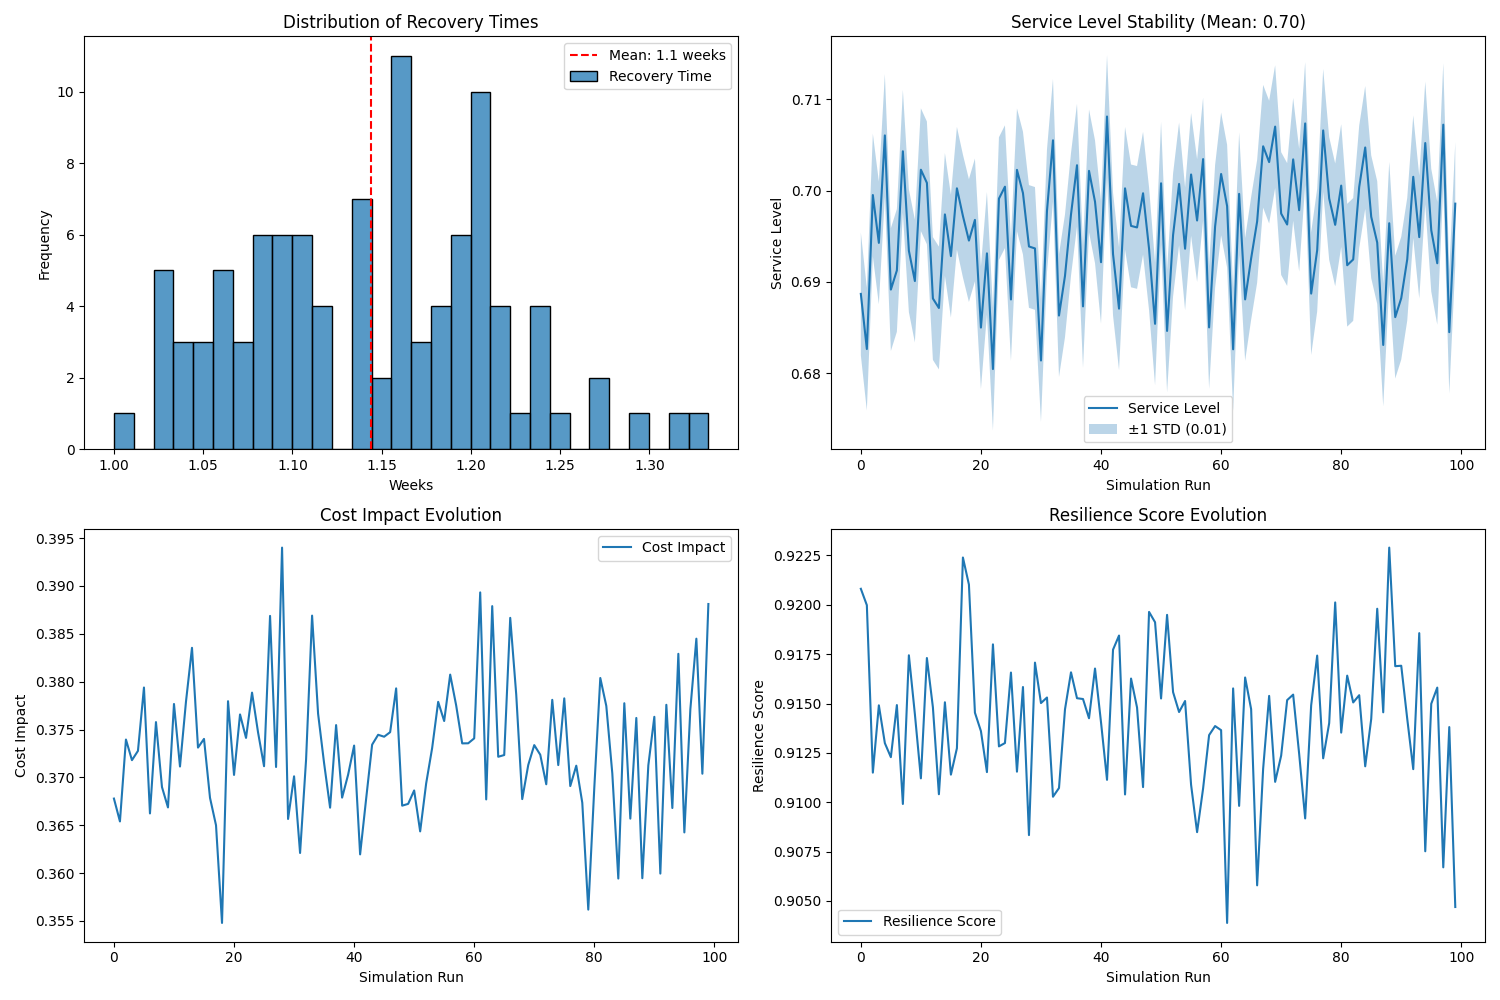 Distribution of Recovery Times
Mean: 1.1 weeks
Recovery Time
Frequency
10
8
6
4
2
0
1.00 1.05 1.10 1.15 1.20 1.25 1.30
Weeks
Service Level Stability (Mean: 0.70)
Service Level
0.71
0.70
0.69
0.68
Service Level
±1 STD (0.01)
0 20 40 60 80 100
Simulation Run
Cost Impact Evolution
Cost Impact
Cost Impact
0.395
0.390
0.385
0.380
0.375
0.370
0.365
0.360
0.355
0 20 40 60 80 100
Simulation Run
Resilience Score Evolution
Resilience Score
0.9225
0.9200
0.9175
0.9150
0.9125
0.9100
0.9075
0.9050
Resilience Score
0 20 40 60 80 100
Simulation Run